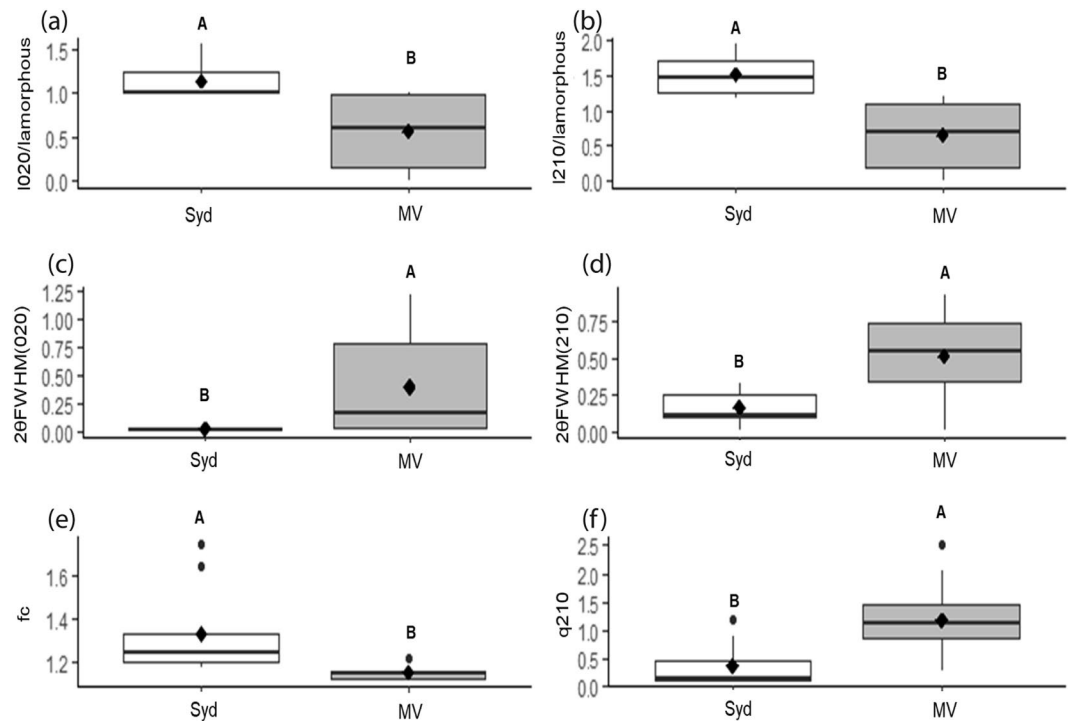 (a)
A
B
I020/Iamorphous
1.5
1.0
0.5
0.0
Syd
MV
(b)
A
B
I210/Iamorphous
2.0
1.5
1.0
0.5
0.0
Syd
MV
(c)
A
B
2θFWHM(020)
1.25
1.00
0.75
0.50
0.25
0.00
Syd
MV
(d)
A
B
2θFWHM(210)
0.75
0.50
0.25
0.00
Syd
MV
(e)
A
B
fc
1.6
1.4
1.2
Syd
MV
(f)
A
B
q210
2.5
2.0
1.5
1.0
0.5
0.0
Syd
MV